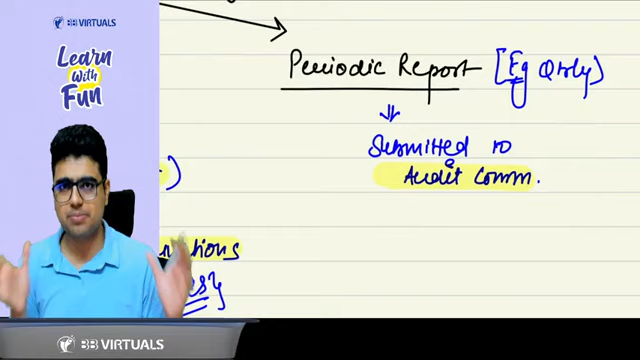 BB VIRTUALS
Learn
With
Fun
Periodic Report [Eg Qtrly)
Submitted to
Audit Comm.
BB VIRTUALS